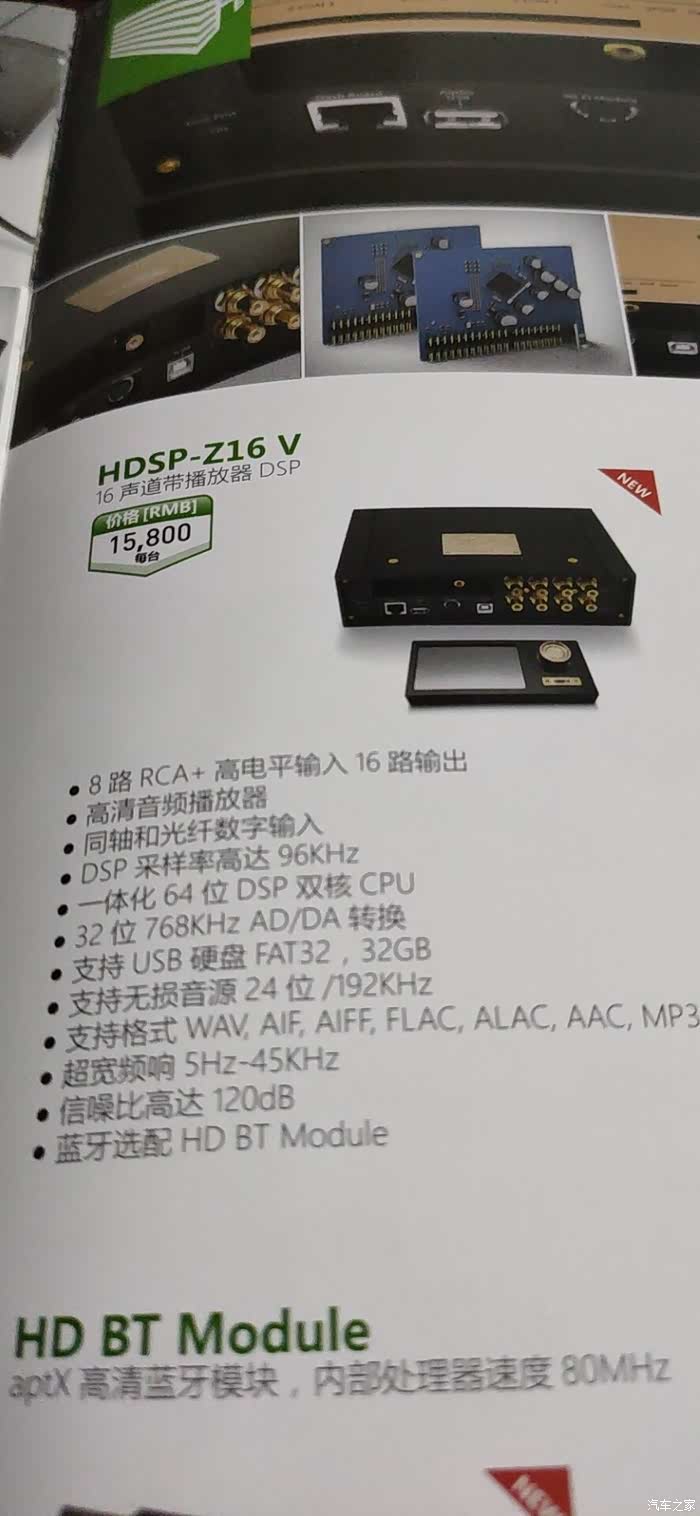 HDSP-Z16 V
16 声道带播放器 DSP
价格 [RMB]
15,800
每台
NEW
• 8 路 RCA+ 高电平输入 16 路输出
• 高清音频播放器
• 同轴和光纤数字输入
• DSP 采样率高达 96KHz
• 一体化 64 位 DSP 双核 CPU
• 32 位 768KHz AD/DA 转换
• 支持 USB 硬盘 FAT32，32GB
• 支持无损音源 24 位 /192KHz
• 支持格式 WAV, AIF, AIFF, FLAC, ALAC, AAC, MP3
• 超宽频响 5Hz-45KHz
• 信噪比高达 120dB
• 蓝牙选配 HD BT Module
HD BT Module
aptX 高清蓝牙模块，内部处理器速度 80MHz
NEW
汽车之家